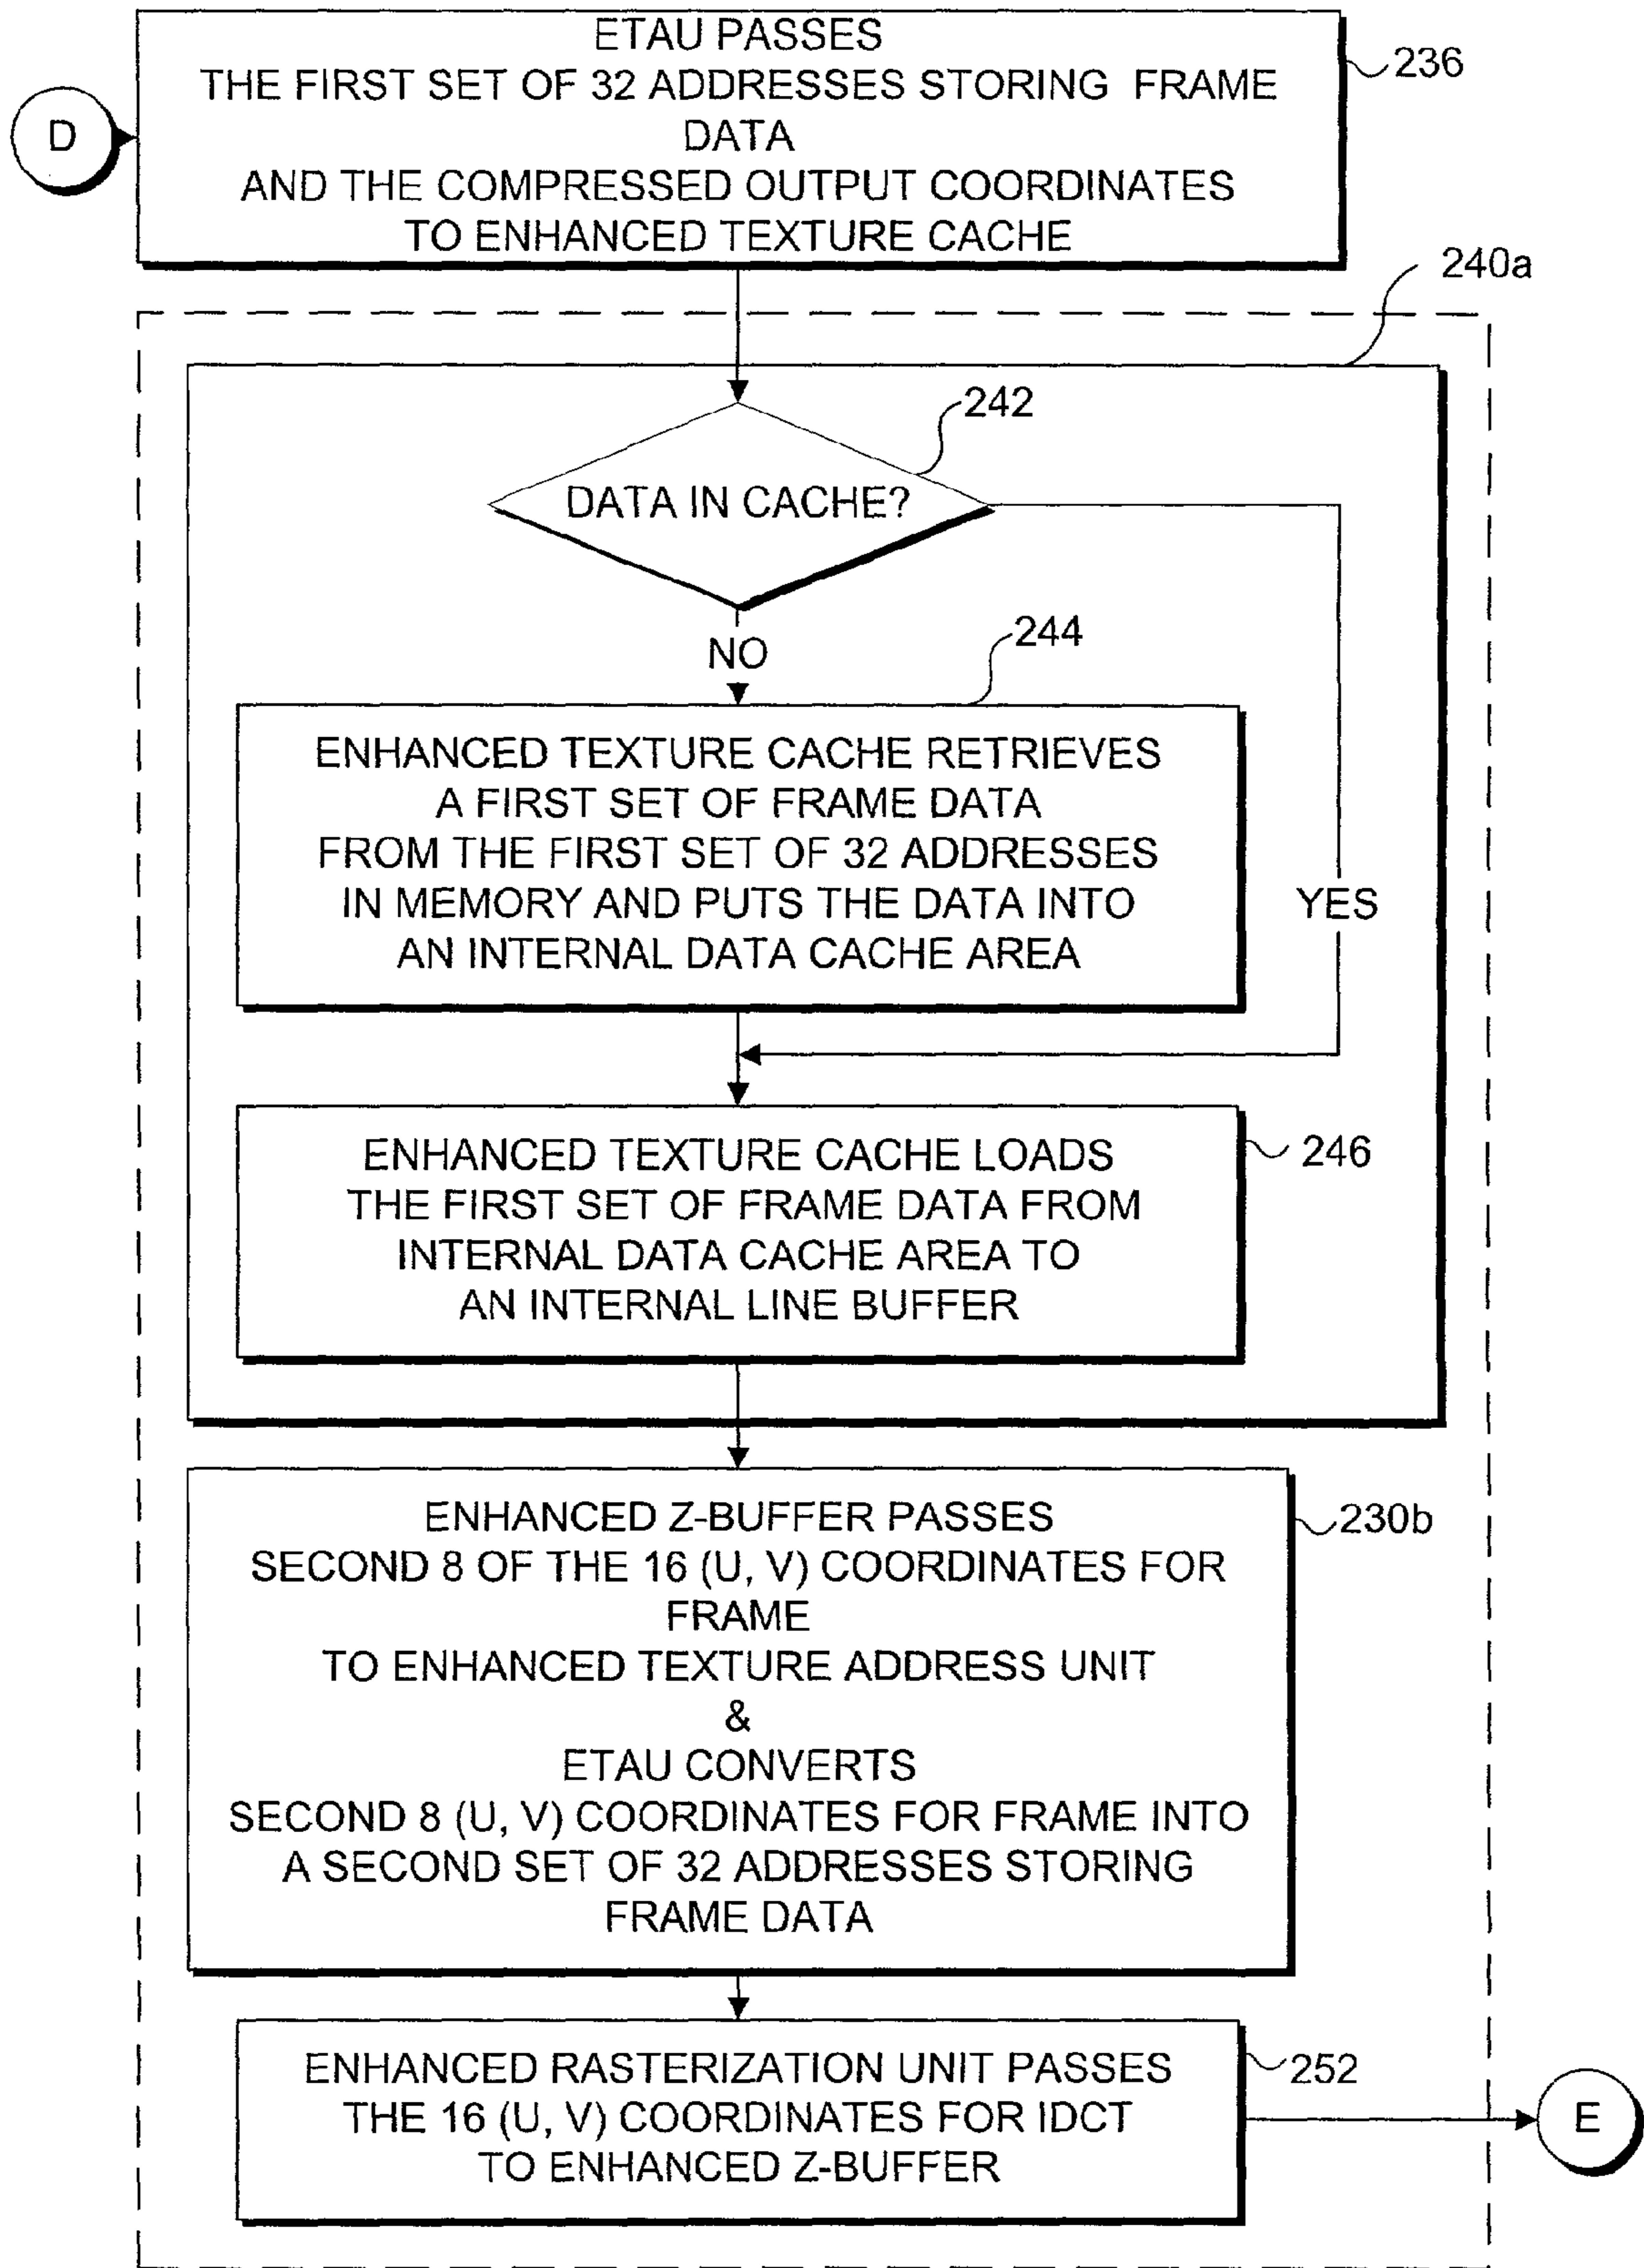 ETAU PASSES
THE FIRST SET OF 32 ADDRESSES STORING FRAME
DATA
AND THE COMPRESSED OUTPUT COORDINATES
TO ENHANCED TEXTURE CACHE
236
D
240a
242
DATA IN CACHE?
NO
244
ENHANCED TEXTURE CACHE RETRIEVES
A FIRST SET OF FRAME DATA
FROM THE FIRST SET OF 32 ADDRESSES
IN MEMORY AND PUTS THE DATA INTO
AN INTERNAL DATA CACHE AREA
YES
ENHANCED TEXTURE CACHE LOADS
THE FIRST SET OF FRAME DATA FROM
INTERNAL DATA CACHE AREA TO
AN INTERNAL LINE BUFFER
246
ENHANCED Z-BUFFER PASSES
SECOND 8 OF THE 16 (U, V) COORDINATES FOR
FRAME
TO ENHANCED TEXTURE ADDRESS UNIT
&
ETAU CONVERTS
SECOND 8 (U, V) COORDINATES FOR FRAME INTO
A SECOND SET OF 32 ADDRESSES STORING
FRAME DATA
230b
ENHANCED RASTERIZATION UNIT PASSES
THE 16 (U, V) COORDINATES FOR IDCT
TO ENHANCED Z-BUFFER
252
E